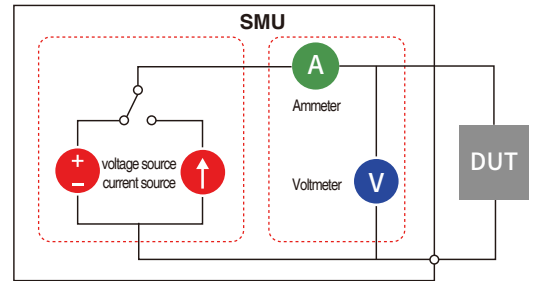 SMU
A
Ammeter
+
−
voltage source
current source
Voltmeter
V
DUT